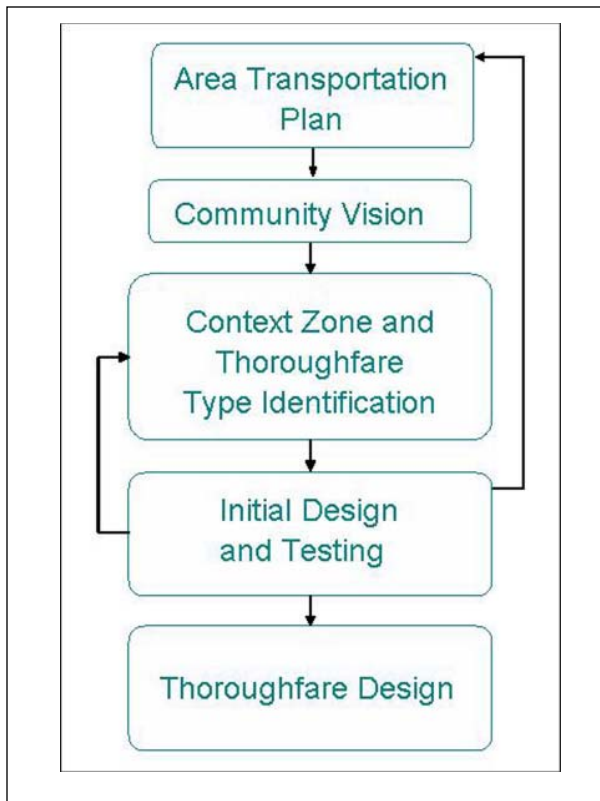 Area Transportation
Plan
Community Vision
Context Zone and
Thoroughfare
Type Identification
Initial Design
and Testing
Thoroughfare Design